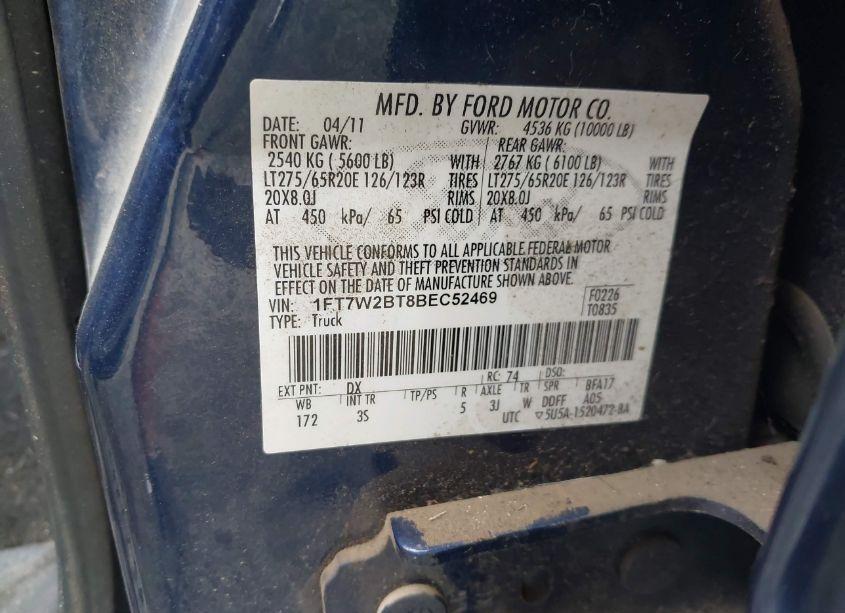 MFD. BY FORD MOTOR CO.
DATE: 04/11 GVWR: 4536 KG (10000 LB)
FRONT GAWR: REAR GAWR:
2540 KG ( 5600 LB) WITH 2767 KG ( 6100 LB) WITH
LT275/65R20E 126/123R TIRES LT275/65R20E 126/123R TIRES
20X8.0J RIMS 20X8.0J RIMS
AT 450 kPa/ 65 PSI COLD AT 450 kPa/ 65 PSI COLD
THIS VEHICLE CONFORMS TO ALL APPLICABLE FEDERAL MOTOR
VEHICLE SAFETY AND THEFT PREVENTION STANDARDS IN
EFFECT ON THE DATE OF MANUFACTURE SHOWN ABOVE.
VIN: 1FT7W2BT8BEC52469 F0226
TYPE: Truck T0835
EXT PNT: DX RC: 74 DSO:
WB INT TR TP/PS R AXLE TR SPR BFA17
172 3S 5 3J W DDFF A05
UTC ▽5U5A-1520472-BA